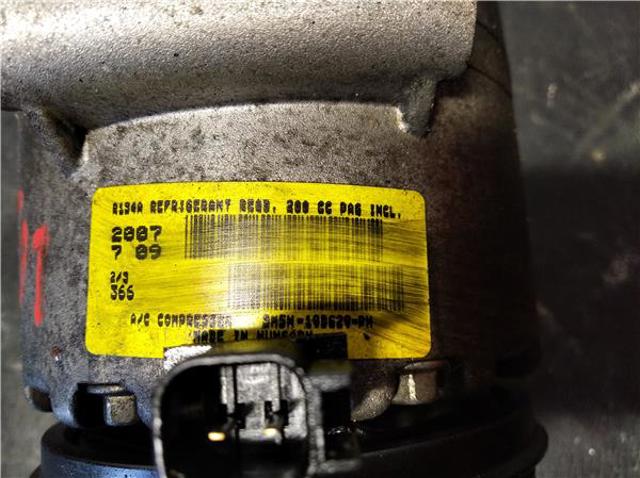 R134A REFRIGERANT REQD. 200 CC PAG INCL.
2007
7 09
2/3
366
A/C COMPRESSER 3M5H-19D629-PH
MADE IN HUNGARY